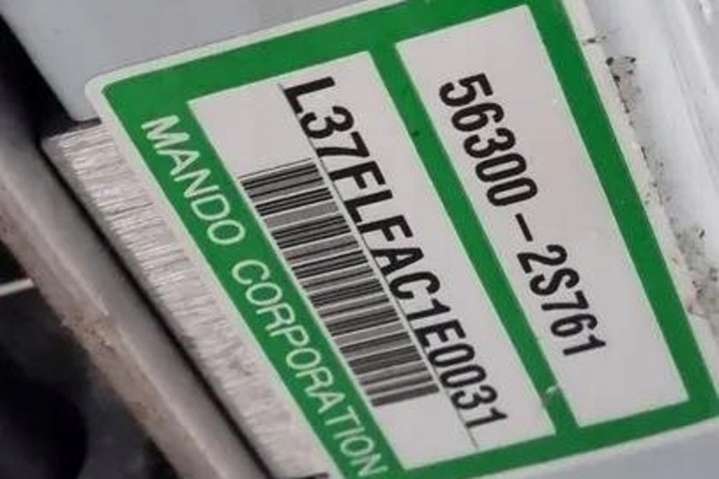 56300-2S761
L37FLFAC1E0031
MANDO CORPORATION